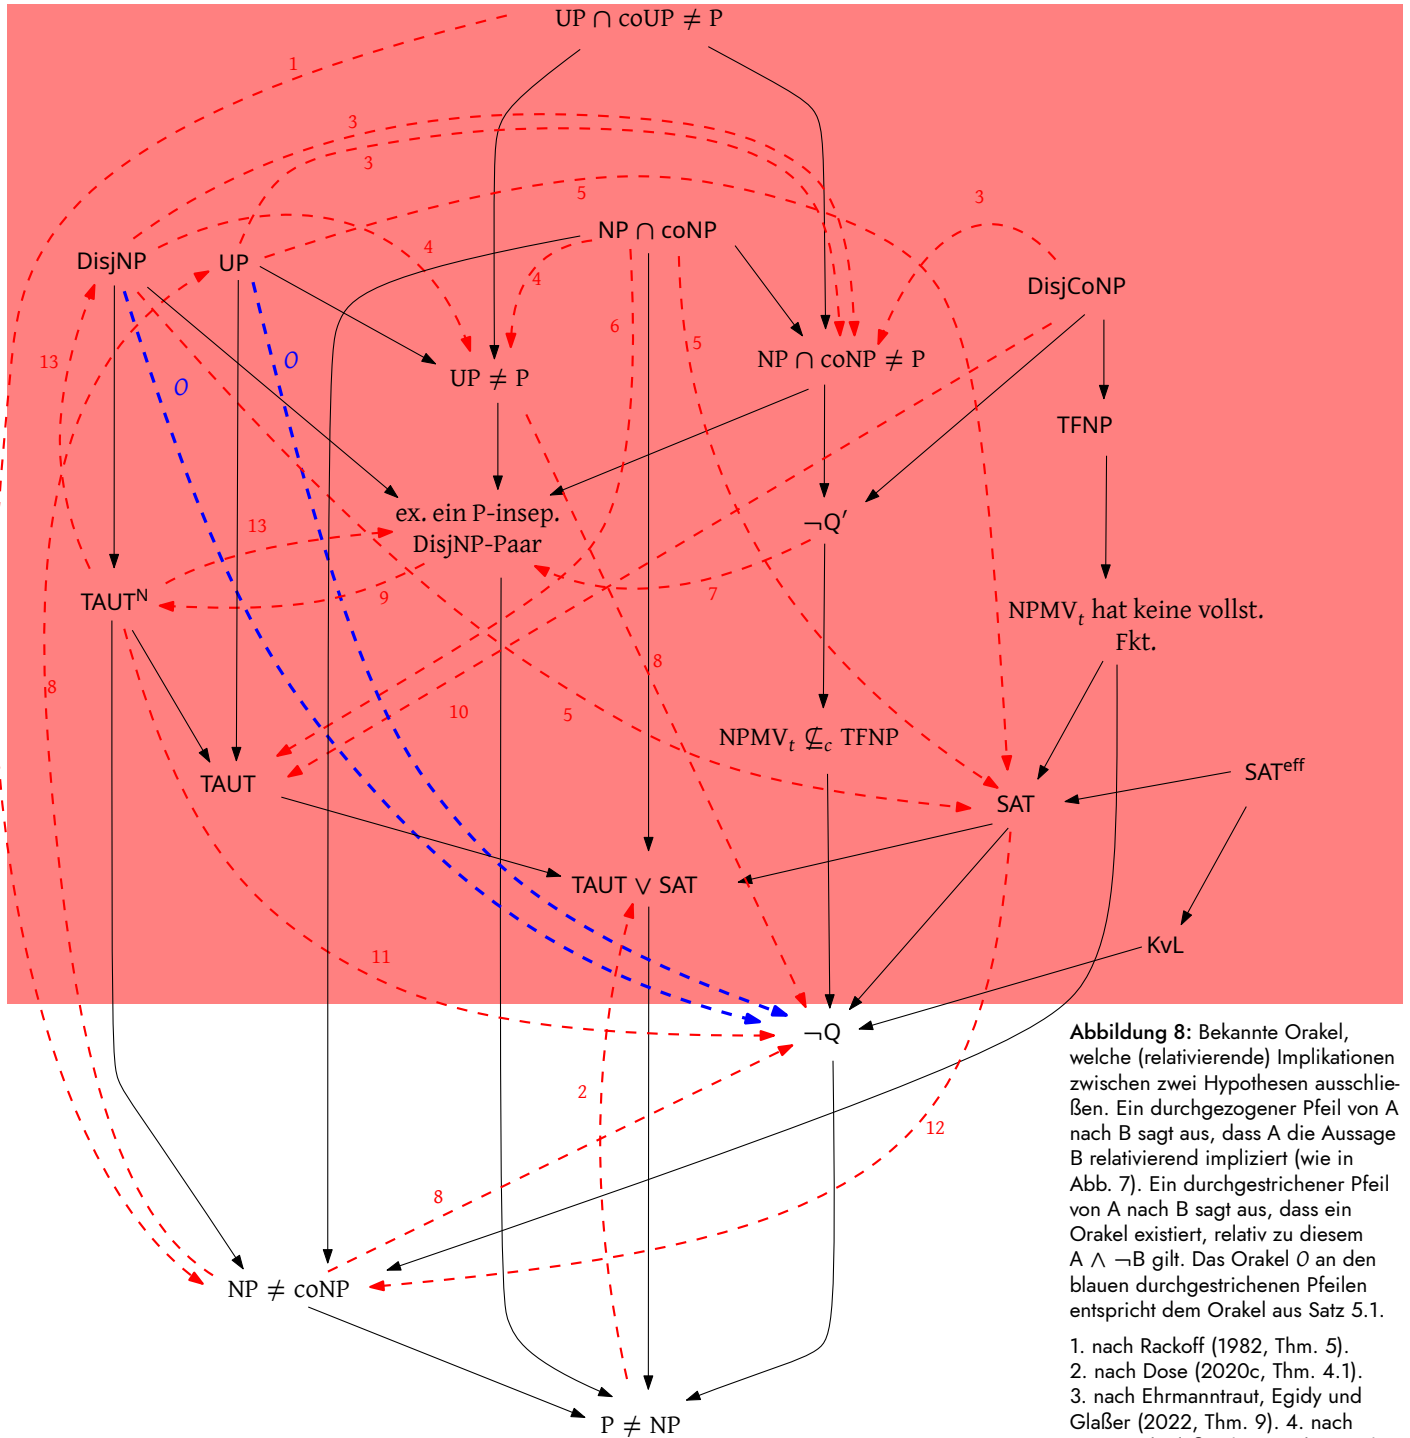 UP ∩ coUP ≠ P
1
3
3
5
3
NP ∩ coNP
DisjNP
UP
4
4
DisjCoNP
6
5
13
O
O
NP ∩ coNP ≠ P
UP ≠ P
TFNP
ex. ein P-insep.
DisjNP-Paar
¬Q′
13
9
7
TAUTᴺ
NPMVₜ hat keine vollst.
Fkt.
8
8
10
5
NPMVₜ ⊈_c TFNP
TAUT
SATᵉᶠᶠ
SAT
TAUT ∨ SAT
KvL
11
¬Q
2
12
8
NP ≠ coNP
P ≠ NP
Abbildung 8: Bekannte Orakel,
welche (relativierende) Implikationen
zwischen zwei Hypothesen ausschlie-
ßen. Ein durchgezogener Pfeil von A
nach B sagt aus, dass A die Aussage
B relativierend impliziert (wie in
Abb. 7). Ein durchgestrichener Pfeil
von A nach B sagt aus, dass ein
Orakel existiert, relativ zu diesem
A ∧ ¬B gilt. Das Orakel O an den
blauen durchgestrichenen Pfeilen
entspricht dem Orakel aus Satz 5.1.
1. nach Rackoff (1982, Thm. 5).
2. nach Dose (2020c, Thm. 4.1).
3. nach Ehrmanntraut, Egidy und
Glaßer (2022, Thm. 9). 4. nach